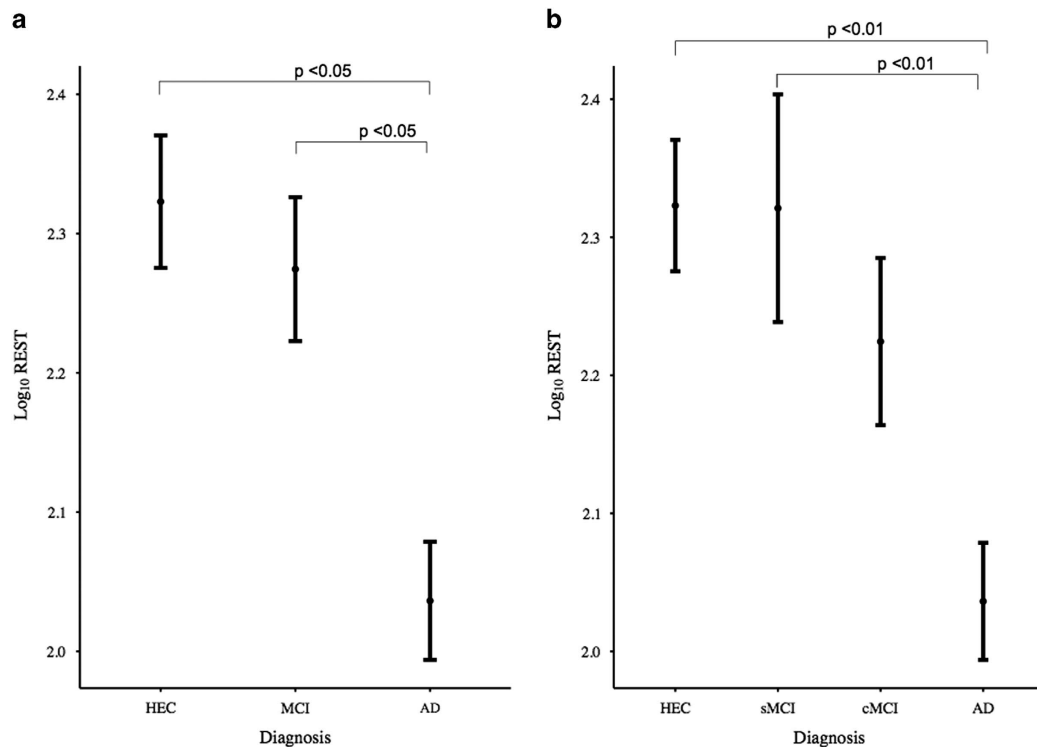 a
p <0.05
p <0.05
2.4
2.3
2.2
2.1
2.0
Log10 REST
HEC MCI AD
Diagnosis
b
p <0.01
p <0.01
2.4
2.3
2.2
2.1
2.0
Log10 REST
HEC sMCI cMCI AD
Diagnosis